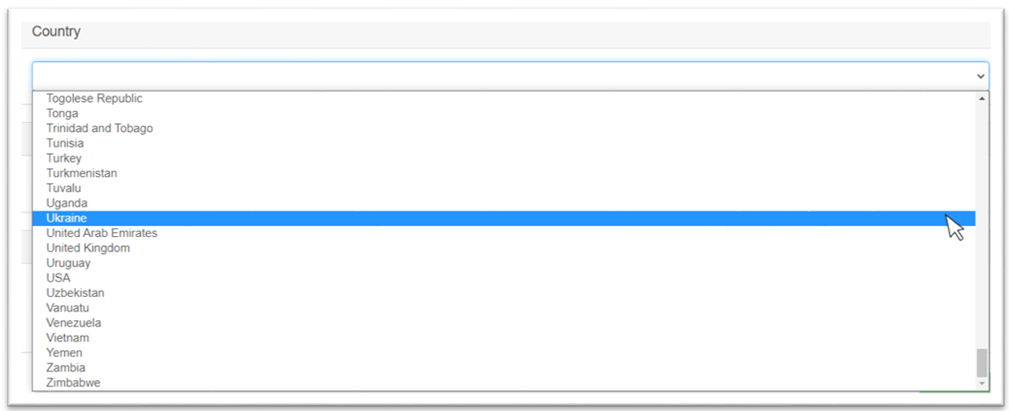 Country
Togolese Republic
Tonga
Trinidad and Tobago
Tunisia
Turkey
Turkmenistan
Tuvalu
Uganda
Ukraine
United Arab Emirates
United Kingdom
Uruguay
USA
Uzbekistan
Vanuatu
Venezuela
Vietnam
Yemen
Zambia
Zimbabwe